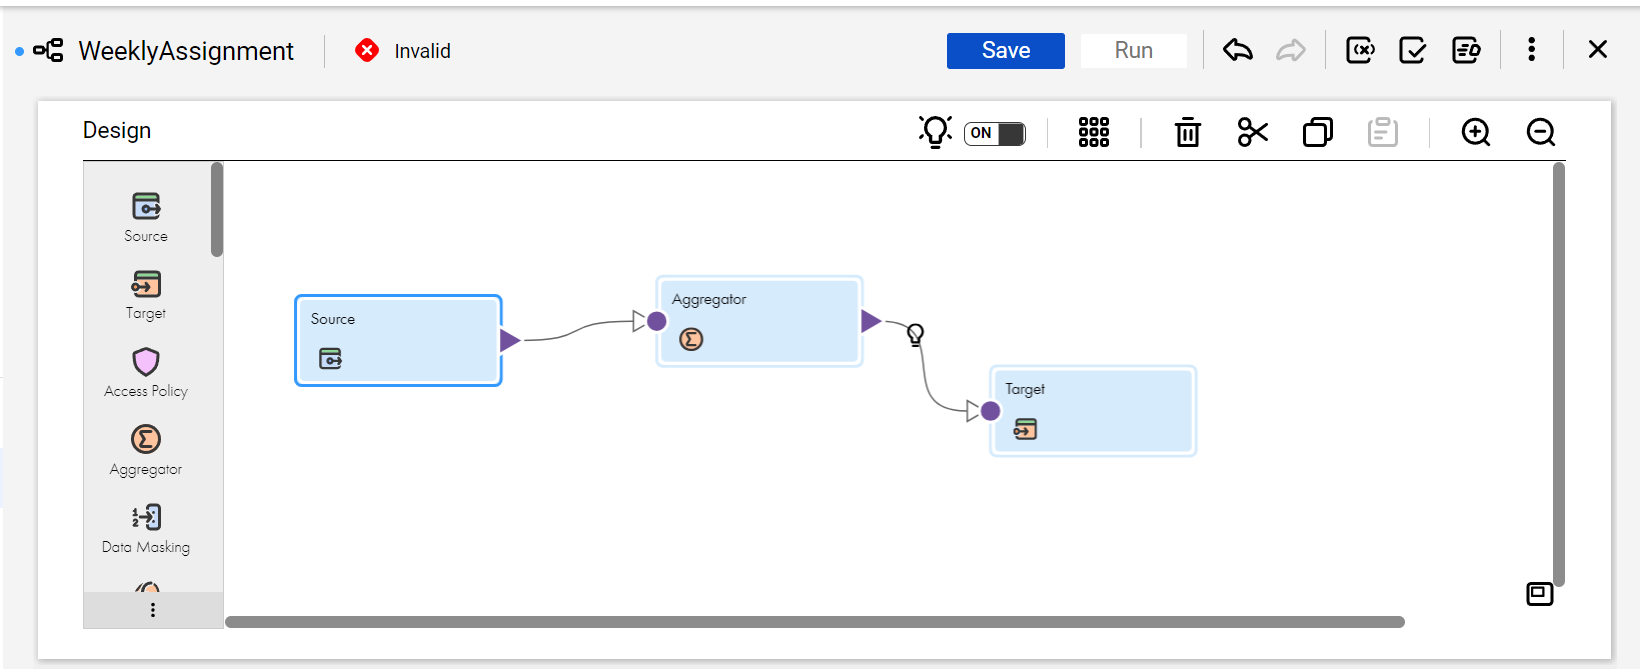 WeeklyAssignment
Invalid
Save
Run
Design
ON
Source
Target
Access Policy
Aggregator
Data Masking
Source
Aggregator
Target